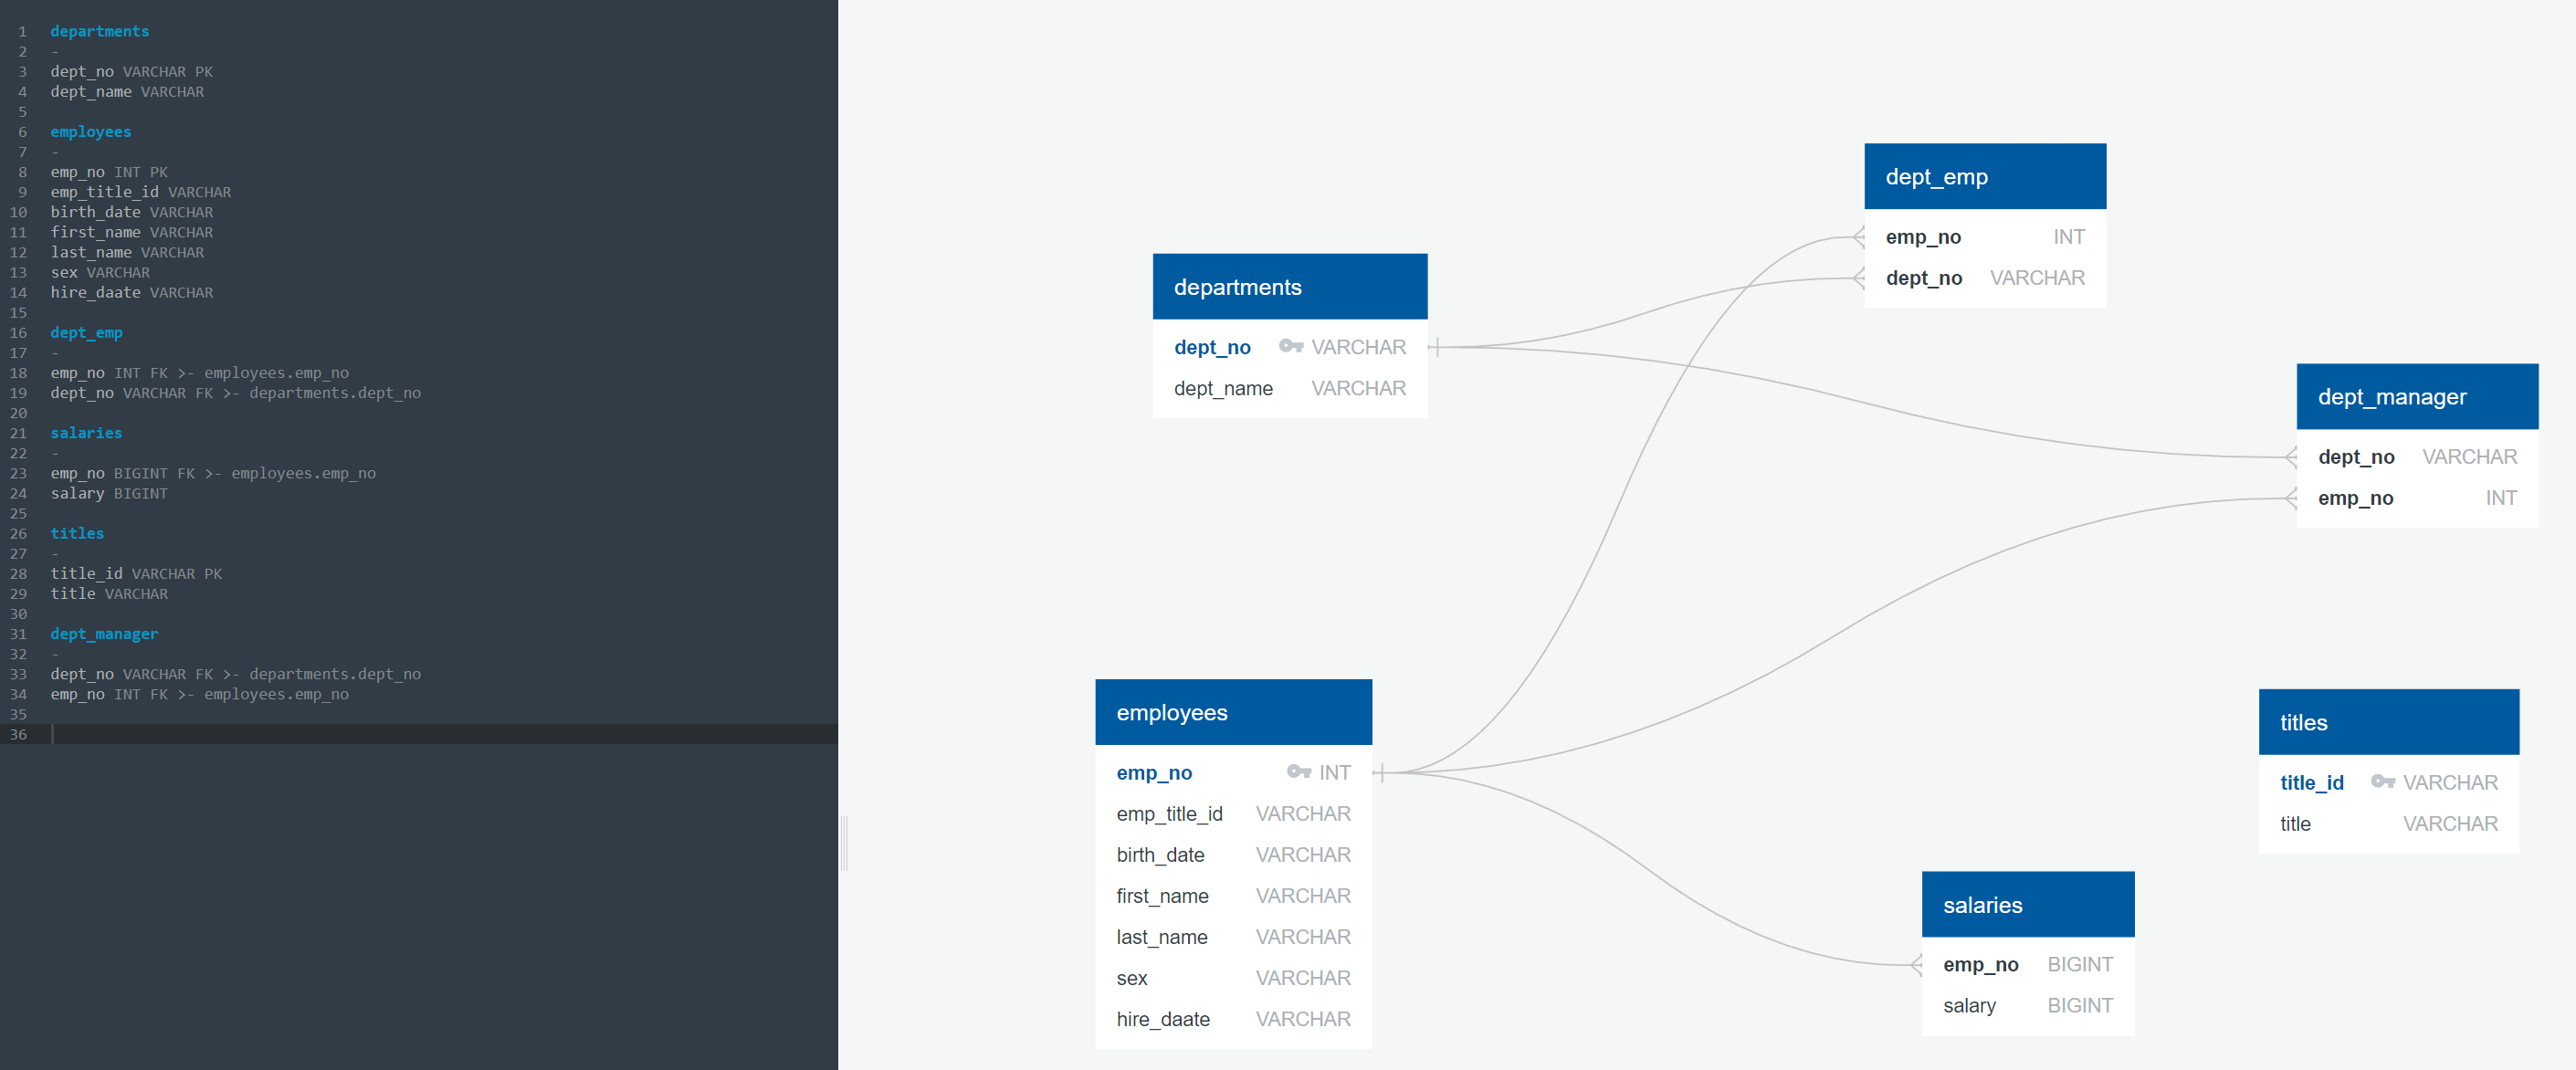 1 departments
2 -
3 dept_no VARCHAR PK
4 dept_name VARCHAR
5
6 employees
7 -
8 emp_no INT PK
9 emp_title_id VARCHAR
10 birth_date VARCHAR
11 first_name VARCHAR
12 last_name VARCHAR
13 sex VARCHAR
14 hire_daate VARCHAR
15
16 dept_emp
17 -
18 emp_no INT FK >- employees.emp_no
19 dept_no VARCHAR FK >- departments.dept_no
20
21 salaries
22 -
23 emp_no BIGINT FK >- employees.emp_no
24 salary BIGINT
25
26 titles
27 -
28 title_id VARCHAR PK
29 title VARCHAR
30
31 dept_manager
32 -
33 dept_no VARCHAR FK >- departments.dept_no
34 emp_no INT FK >- employees.emp_no
35
36
departments
dept_no VARCHAR
dept_name VARCHAR
dept_emp
emp_no INT
dept_no VARCHAR
dept_manager
dept_no VARCHAR
emp_no INT
employees
emp_no INT
emp_title_id VARCHAR
birth_date VARCHAR
first_name VARCHAR
last_name VARCHAR
sex VARCHAR
hire_daate VARCHAR
titles
title_id VARCHAR
title VARCHAR
salaries
emp_no BIGINT
salary BIGINT